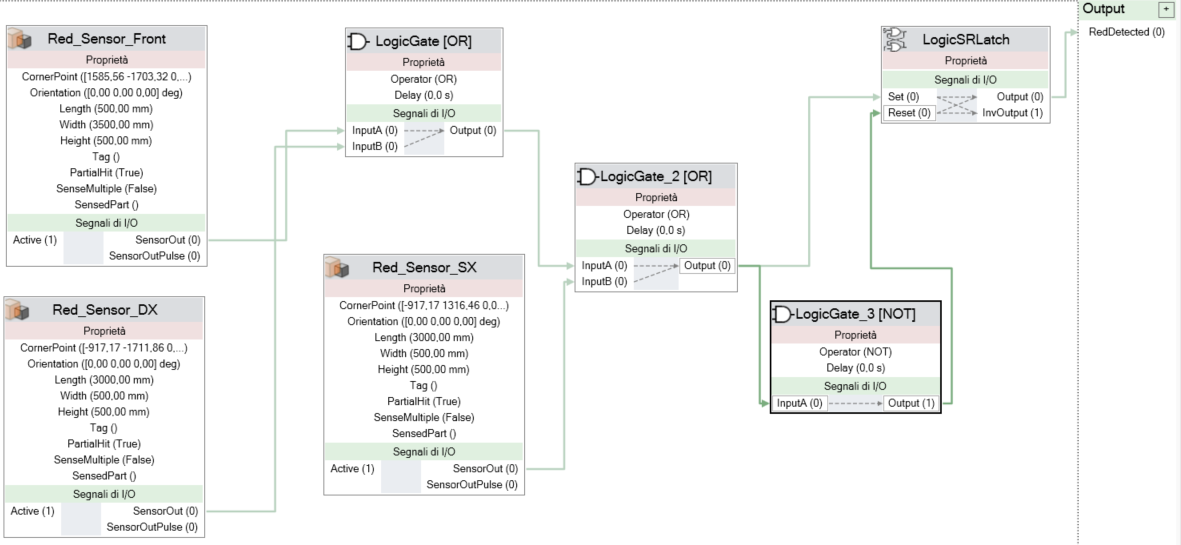 Red_Sensor_Front
Proprietà
CornerPoint ([1585,56 -1703,32 0,...)
Orientation ([0,00 0,00 0,00] deg)
Length (500,00 mm)
Width (3500,00 mm)
Height (500,00 mm)
Tag ()
PartialHit (True)
SenseMultiple (False)
SensedPart ()
Segnali di I/O
Active (1) SensorOut (0)
SensorOutPulse (0)
Red_Sensor_DX
Proprietà
CornerPoint ([-917,17 -1711,86 0,...)
Orientation ([0,00 0,00 0,00] deg)
Length (3000,00 mm)
Width (500,00 mm)
Height (500,00 mm)
Tag ()
PartialHit (True)
SenseMultiple (False)
SensedPart ()
Segnali di I/O
Active (1) SensorOut (0)
SensorOutPulse (0)
LogicGate [OR]
Proprietà
Operator (OR)
Delay (0,0 s)
Segnali di I/O
InputA (0) Output (0)
InputB (0)
Red_Sensor_SX
Proprietà
CornerPoint ([-917,17 1316,46 0,0...)
Orientation ([0,00 0,00 0,00] deg)
Length (3000,00 mm)
Width (500,00 mm)
Height (500,00 mm)
Tag ()
PartialHit (True)
SenseMultiple (False)
SensedPart ()
Segnali di I/O
Active (1) SensorOut (0)
SensorOutPulse (0)
LogicGate_2 [OR]
Proprietà
Operator (OR)
Delay (0,0 s)
Segnali di I/O
InputA (0) Output (0)
InputB (0)
LogicGate_3 [NOT]
Proprietà
Operator (NOT)
Delay (0,0 s)
Segnali di I/O
InputA (0) Output (1)
LogicSRLatch
Proprietà
Segnali di I/O
Set (0) Output (0)
Reset (0) InvOutput (1)
Output +
RedDetected (0)